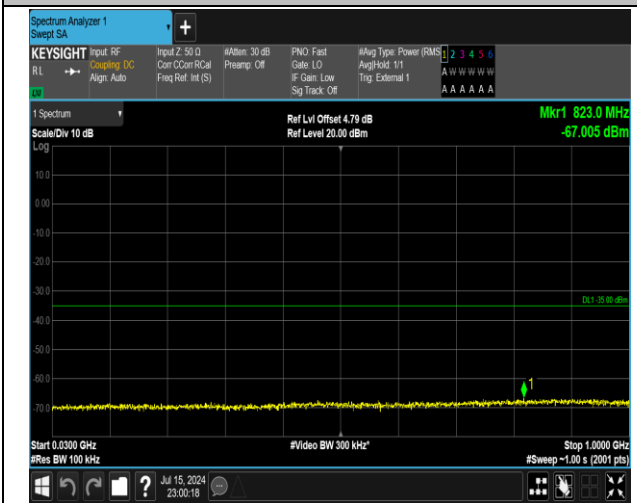 Spectrum Analyzer 1
Swept SA
+
KEYSIGHT Input: RF Input Z: 50 Ω #Atten: 30 dB PNO: Fast #Avg Type: Power (RMS 1 2 3 4 5 6
RL Coupling: DC Corr CCorr RCal Preamp: Off Gate: LO Avg|Hold: 1/1 A W W W W W
Align: Auto Freq Ref: Int (S) IF Gain: Low Trig: External 1
Sig Track: Off A A A A A A
LXI
1 Spectrum Ref Lvl Offset 4.79 dB Mkr1 823.0 MHz
Scale/Div 10 dB Ref Level 20.00 dBm -67.005 dBm
Log
10.0
0.00
-10.0
-20.0
-30.0
DL1 -35.00 dBm
-40.0
-50.0
-60.0
1
-70.0
Start 0.0300 GHz #Video BW 300 kHz* Stop 1.0000 GHz
#Res BW 100 kHz #Sweep ~1.00 s (2001 pts)
? Jul 15, 2024
23:00:18